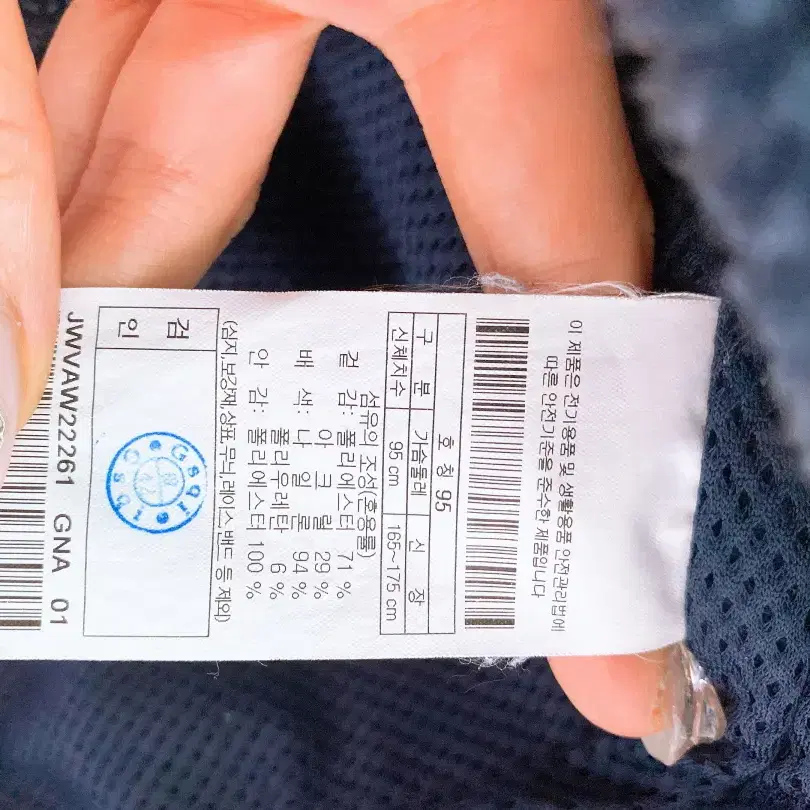 이 제품은 전기용품 및 생활용품 안전관리법에
따른 안전기준을 준수한 제품입니다
호 칭 95
구 분 가슴둘레 신 장
신체치수 95 cm 165~175 cm
섬유의 조성(혼용률)
겉 감: 폴리에스터 71 %
아 크 릴 29 %
배 색: 나 일 론 94 %
폴리우레탄 6 %
안 감: 폴리에스터 100 %
(심지,보강재,상표 무늬,레이스밴드 등 제외)
검
인
JWVAW22261 GNA 01